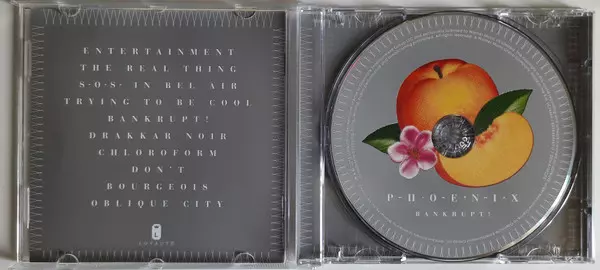 ENTERTAINMENT
THE REAL THING
S·O·S· IN BEL AIR
TRYING TO BE COOL
BANKRUPT!
DRAKKAR NOIR
CHLOROFORM
DON'T
BOURGEOIS
OBLIQUE CITY
LOYAUTE
P·H·O·E·N·I·X
BANKRUPT!